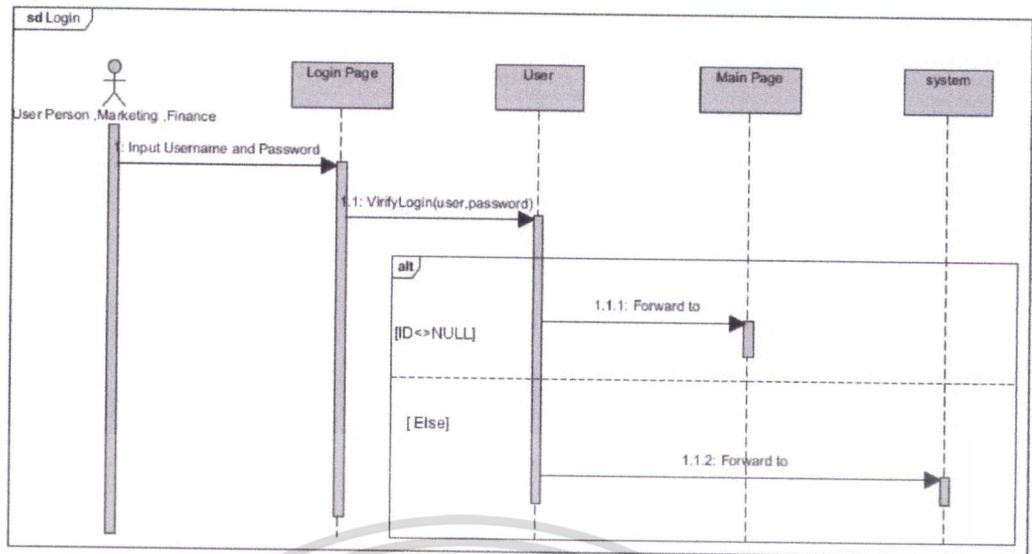 sd Login
Login Page
User
Main Page
system
User Person ,Marketing ,Finance
1: Input Username and Password
1.1: VirifyLogin(user,password)
alt
1.1.1: Forward to
[ID<>NULL]
[ Else]
1.1.2: Forward to